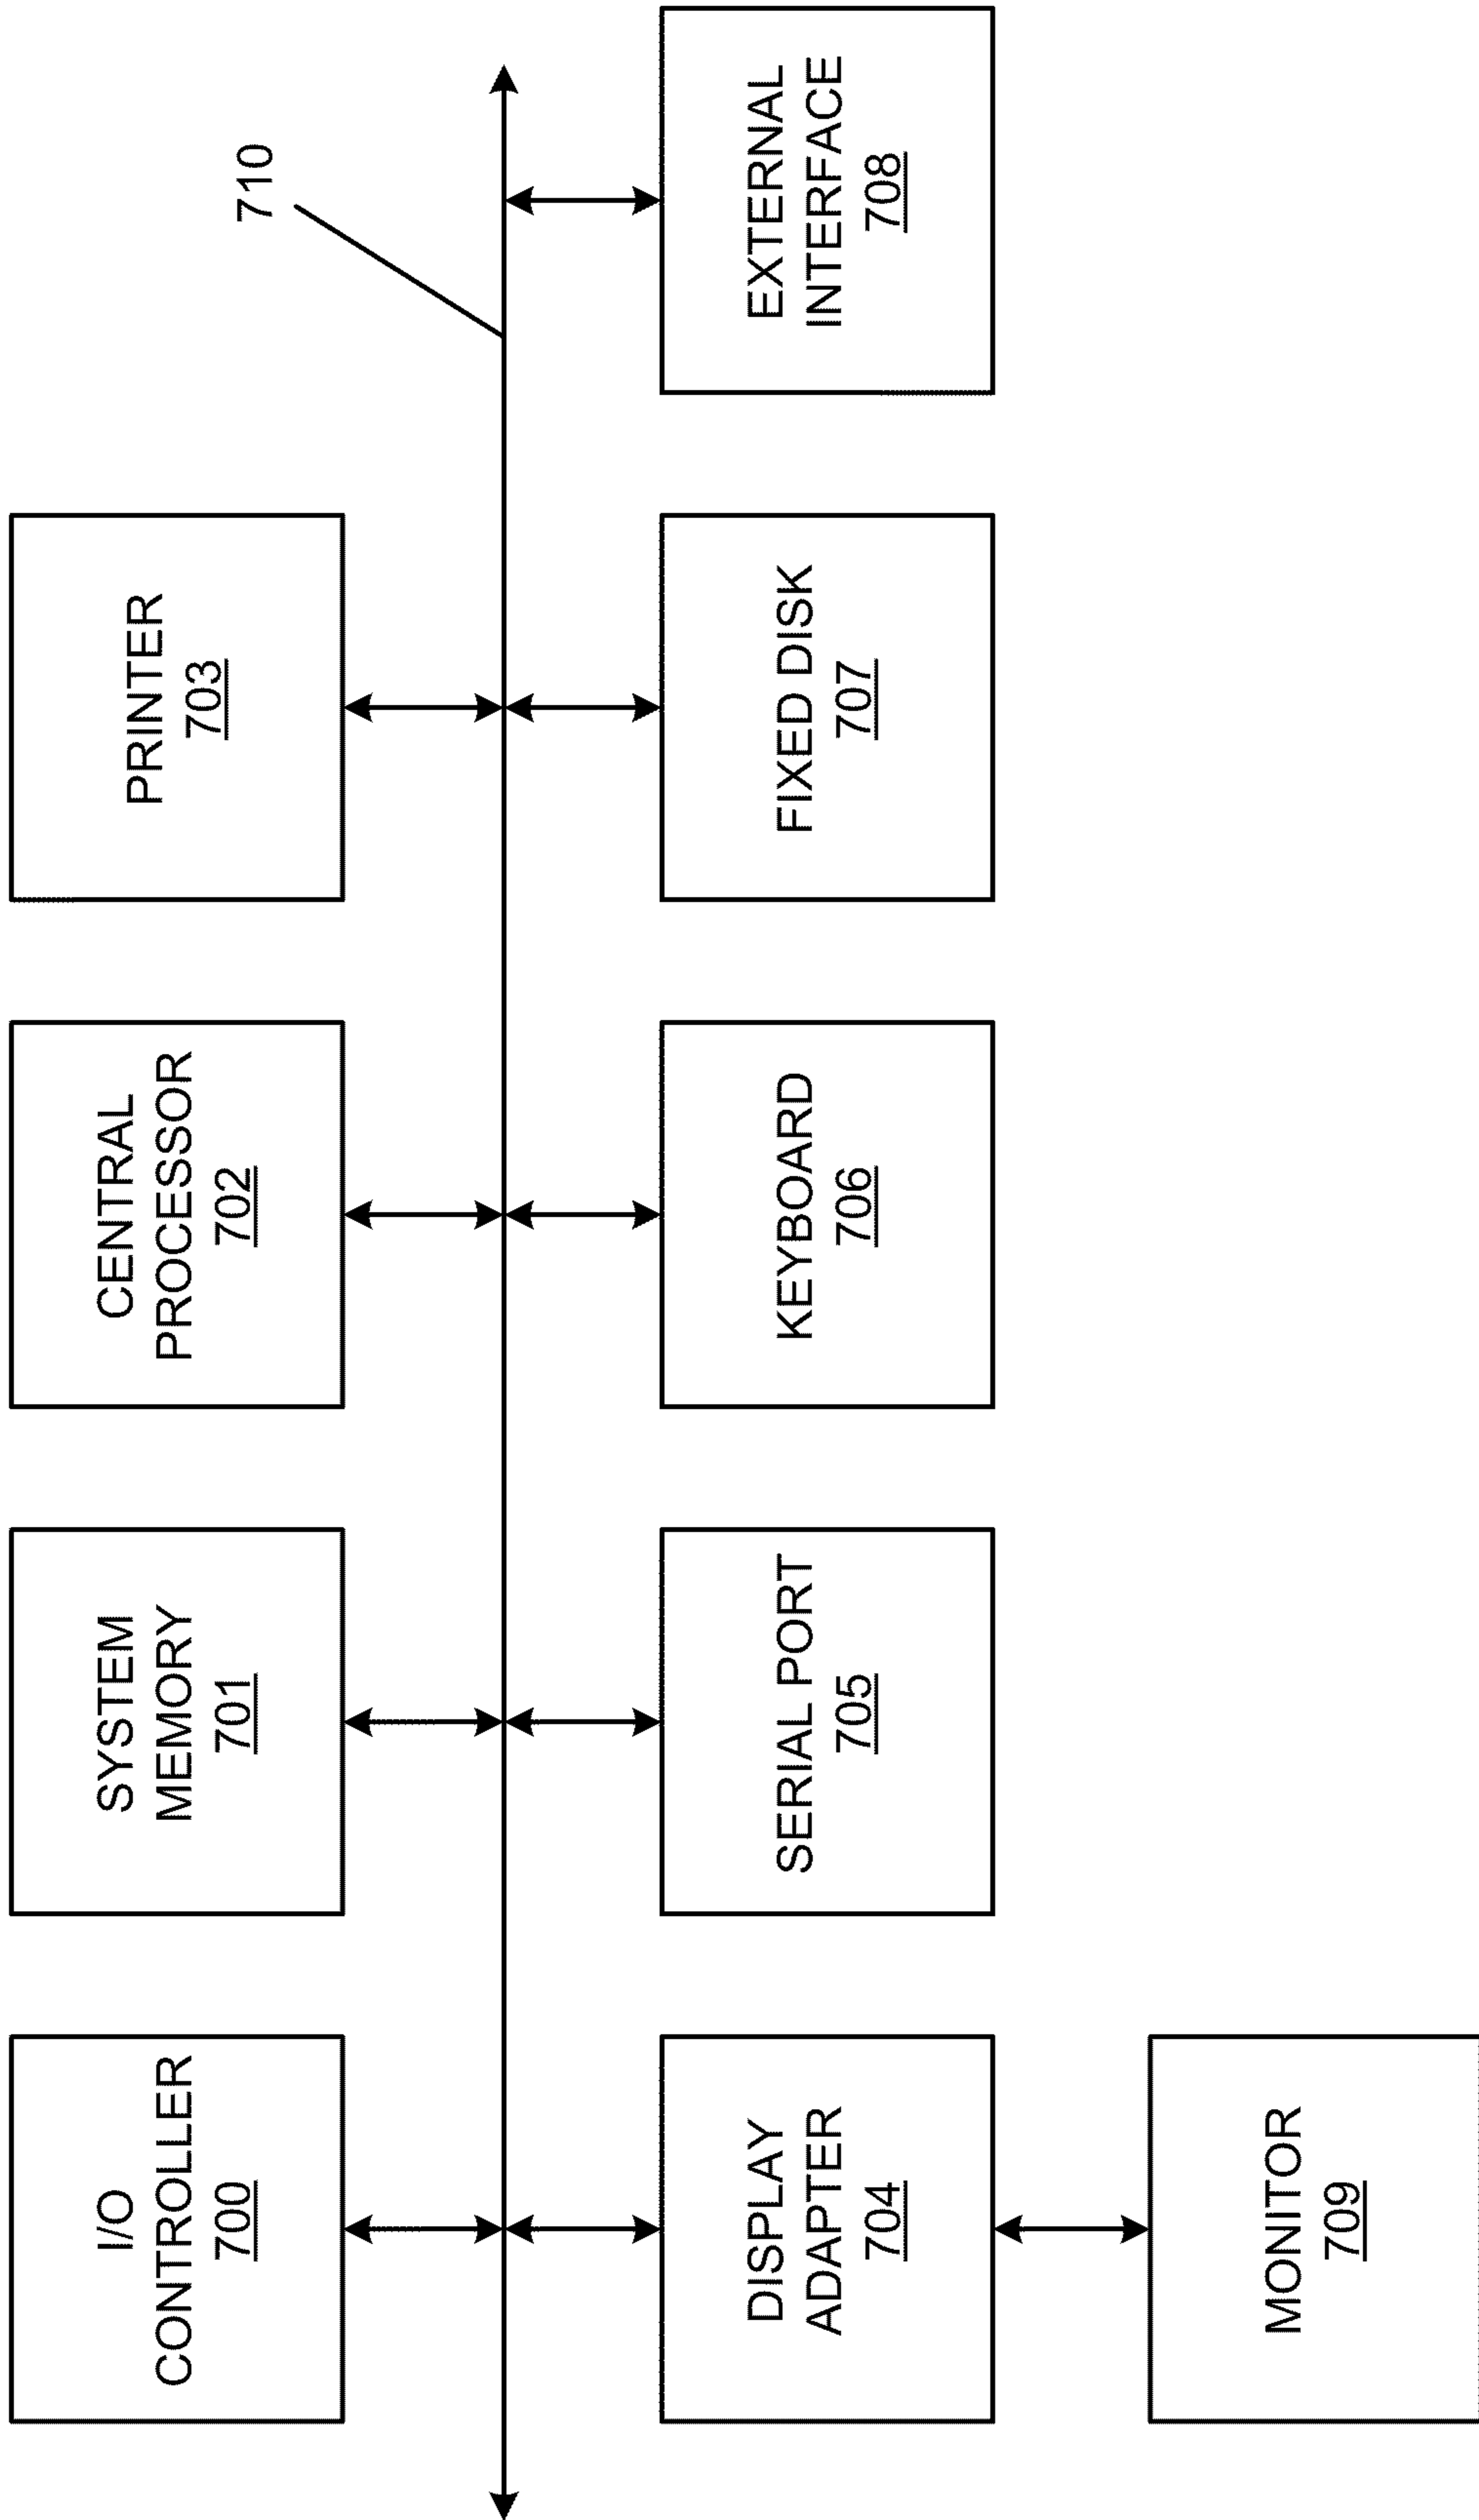 I/O
CONTROLLER
700
SYSTEM
MEMORY
701
CENTRAL
PROCESSOR
702
PRINTER
703
710
DISPLAY
ADAPTER
704
SERIAL PORT
705
KEYBOARD
706
FIXED DISK
707
EXTERNAL
INTERFACE
708
MONITOR
709